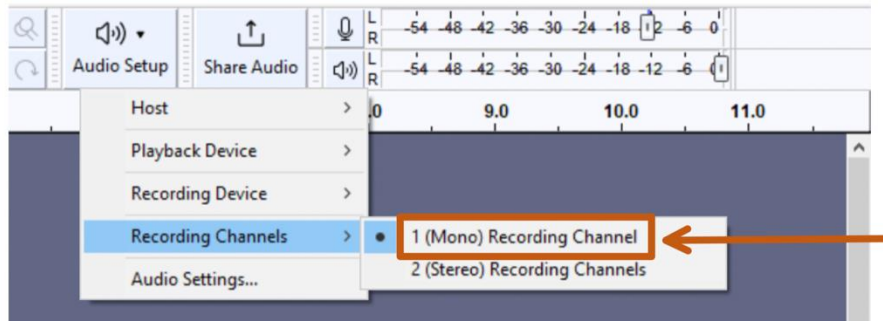 L
R
-54 -48 -42 -36 -30 -24 -18 -12 -6 0
Audio Setup
Share Audio
L
R
-54 -48 -42 -36 -30 -24 -18 -12 -6
.0 9.0 10.0 11.0
Host
Playback Device
Recording Device
Recording Channels
1 (Mono) Recording Channel
2 (Stereo) Recording Channels
Audio Settings...